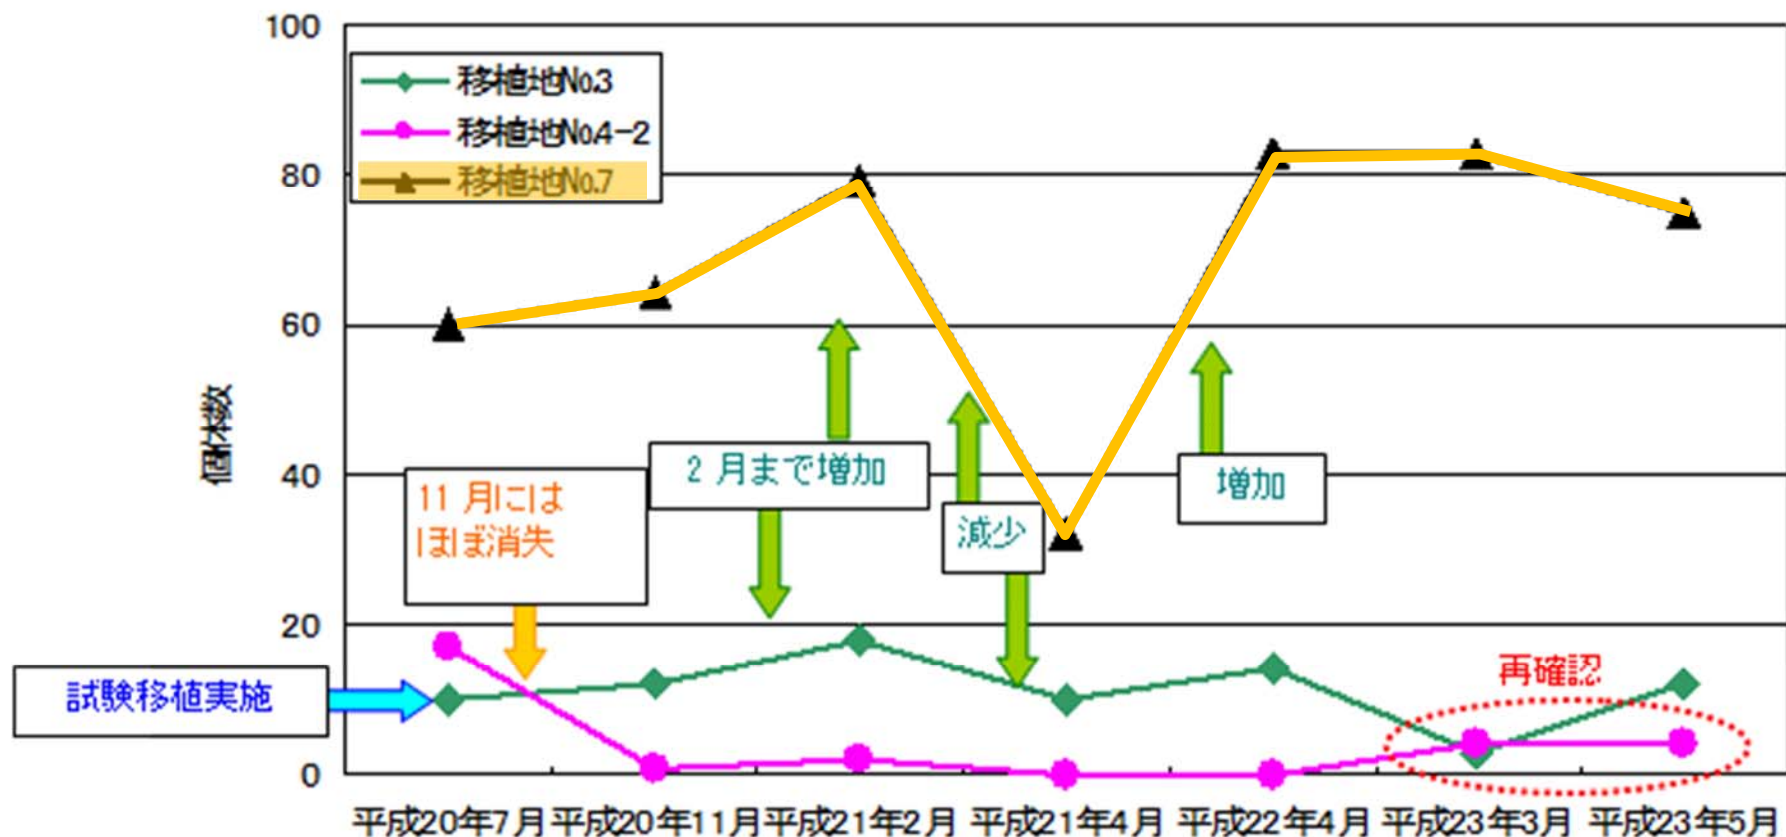 100
80
60
40
20
0
個体数
移植地No.3
移植地No.4-2
移植地No.7
11 月には
ほぼ消失
2 月まで増加
減少
増加
試験移植実施
再確認
平成20年7月 平成20年11月 平成21年2月 平成21年4月 平成22年4月 平成23年3月 平成23年5月